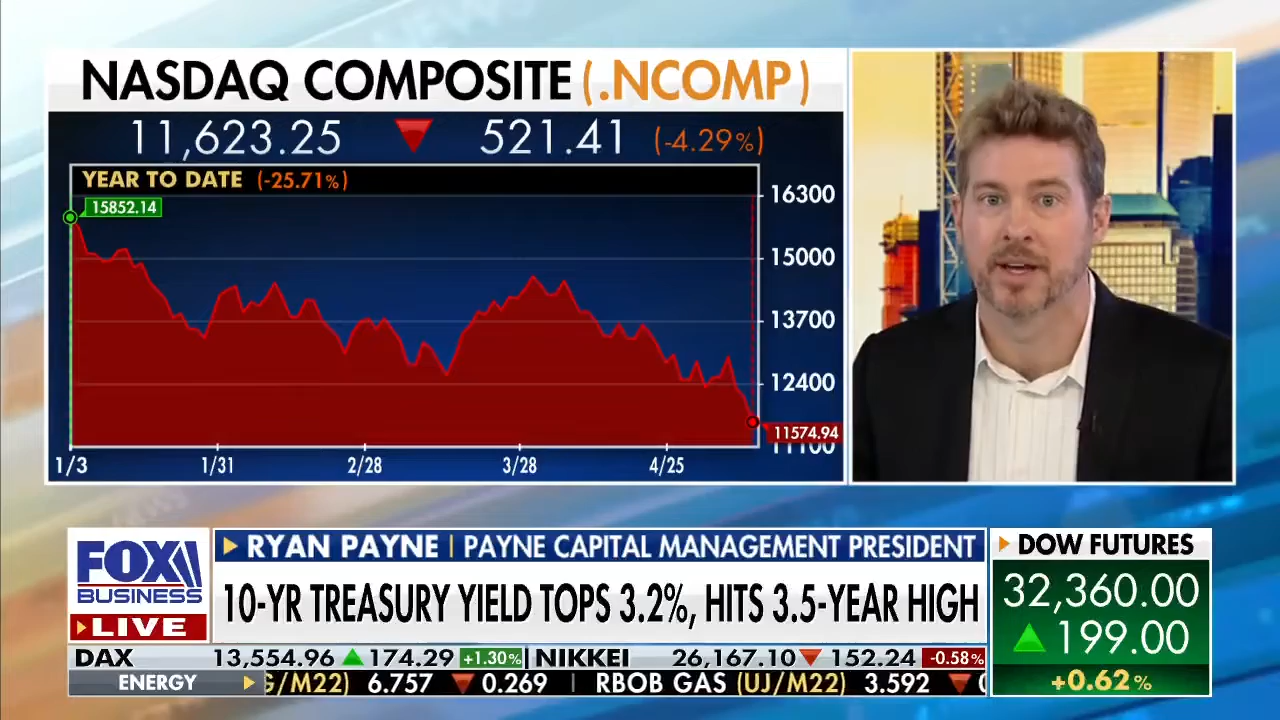 NASDAQ COMPOSITE (.NCOMP)
11,623.25 ▼ 521.41 (-4.29%)
YEAR TO DATE (-25.71%)
15852.14
16300
15000
13700
12400
11574.94
11100
1/3 1/31 2/28 3/28 4/25
FOX
BUSINESS
LIVE
RYAN PAYNE | PAYNE CAPITAL MANAGEMENT PRESIDENT
10-YR TREASURY YIELD TOPS 3.2%, HITS 3.5-YEAR HIGH
DOW FUTURES
32,360.00
▲ 199.00
+0.62%
DAX 13,554.96 ▲ 174.29 +1.30% NIKKEI 26,167.10 ▼ 152.24 -0.58%
ENERGY G/M22) 6.757 ▼ 0.269 | RBOB GAS (UJ/M22) 3.592 ▼